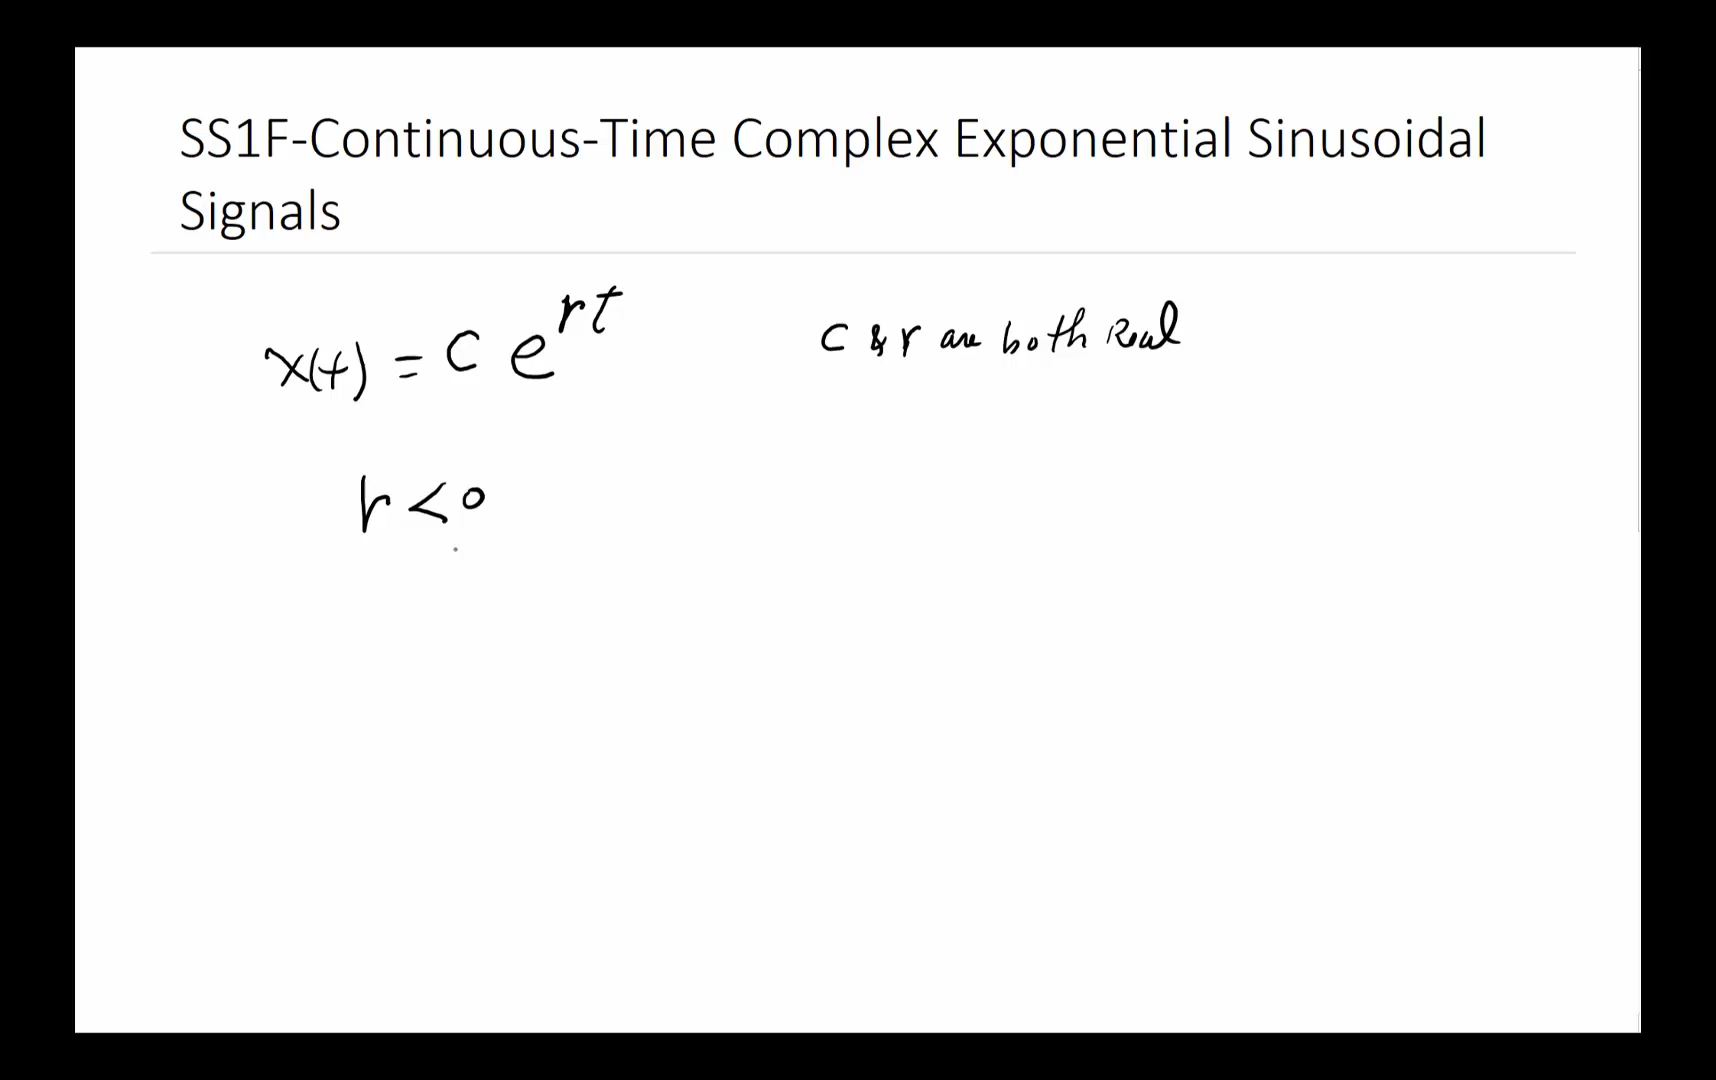 SS1F-Continuous-Time Complex Exponential Sinusoidal
Signals
x(t) = C e^{rt}
C & r are both Real
r < 0